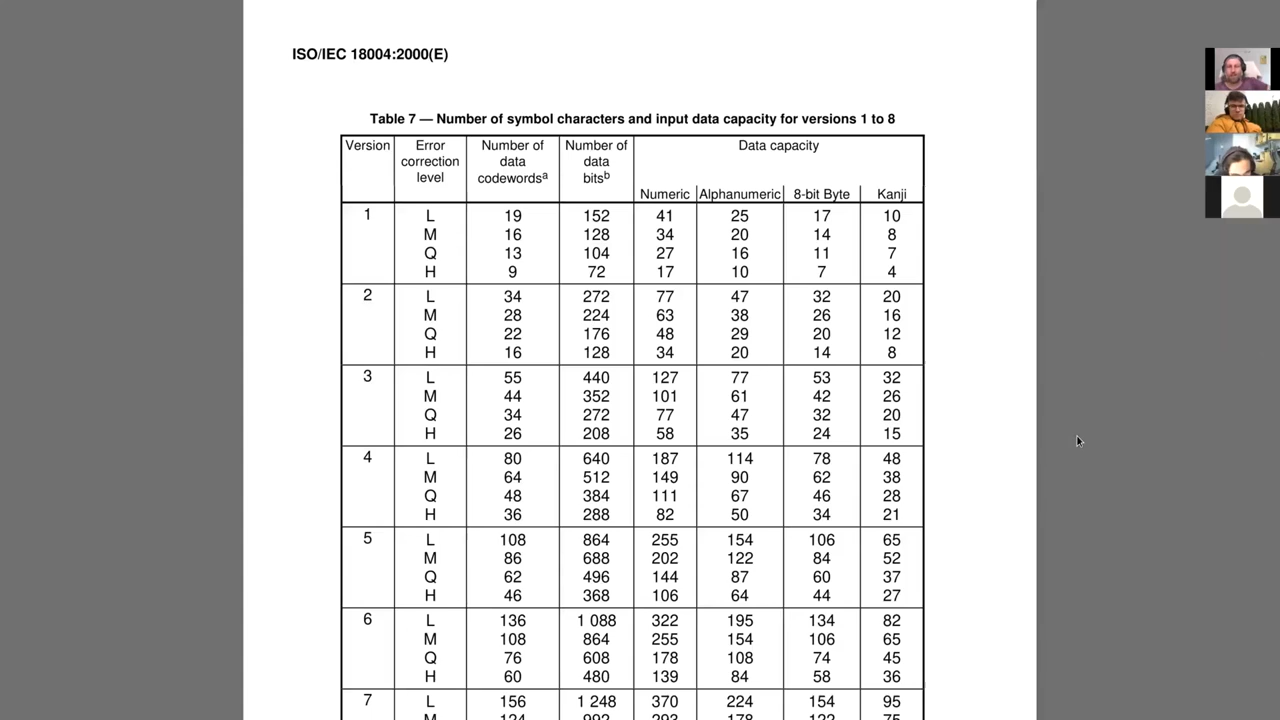 ISO/IEC 18004:2000(E)
Table 7 — Number of symbol characters and input data capacity for versions 1 to 8
Version Error correction level Number of data codewordsa Number of data bitsb Data capacity
Numeric Alphanumeric 8-bit Byte Kanji
1 L 19 152 41 25 17 10
M 16 128 34 20 14 8
Q 13 104 27 16 11 7
H 9 72 17 10 7 4
2 L 34 272 77 47 32 20
M 28 224 63 38 26 16
Q 22 176 48 29 20 12
H 16 128 34 20 14 8
3 L 55 440 127 77 53 32
M 44 352 101 61 42 26
Q 34 272 77 47 32 20
H 26 208 58 35 24 15
4 L 80 640 187 114 78 48
M 64 512 149 90 62 38
Q 48 384 111 67 46 28
H 36 288 82 50 34 21
5 L 108 864 255 154 106 65
M 86 688 202 122 84 52
Q 62 496 144 87 60 37
H 46 368 106 64 44 27
6 L 136 1 088 322 195 134 82
M 108 864 255 154 106 65
Q 76 608 178 108 74 45
H 60 480 139 84 58 36
7 L 156 1 248 370 224 154 95
M 124 992 293 178 122 75